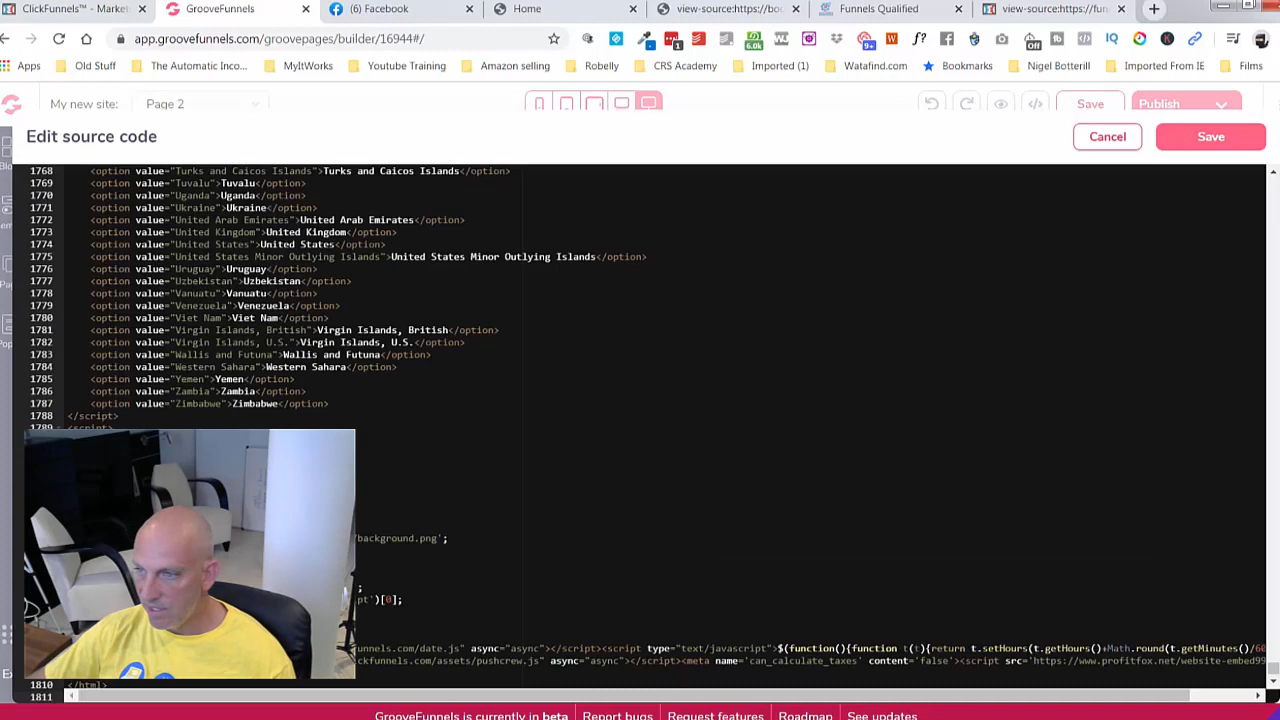 ClickFunnels™ - Market
GrooveFunnels
(6) Facebook
Home
view-source:https://boo
Funnels Qualified
view-source:https://fun
app.groovefunnels.com/groovepages/builder/16944#/
Apps
Old Stuff
The Automatic Inco...
MyItWorks
Youtube Training
Amazon selling
Robelly
CRS Academy
Imported (1)
Watafind.com
Bookmarks
Nigel Botterill
Imported From IE
Films
My new site:
Page 2
Save
Publish
Edit source code
Cancel
Save
1768 <option value="Turks and Caicos Islands">Turks and Caicos Islands</option>
1769 <option value="Tuvalu">Tuvalu</option>
1770 <option value="Uganda">Uganda</option>
1771 <option value="Ukraine">Ukraine</option>
1772 <option value="United Arab Emirates">United Arab Emirates</option>
1773 <option value="United Kingdom">United Kingdom</option>
1774 <option value="United States">United States</option>
1775 <option value="United States Minor Outlying Islands">United States Minor Outlying Islands</option>
1776 <option value="Uruguay">Uruguay</option>
1777 <option value="Uzbekistan">Uzbekistan</option>
1778 <option value="Vanuatu">Vanuatu</option>
1779 <option value="Venezuela">Venezuela</option>
1780 <option value="Viet Nam">Viet Nam</option>
1781 <option value="Virgin Islands, British">Virgin Islands, British</option>
1782 <option value="Virgin Islands, U.S.">Virgin Islands, U.S.</option>
1783 <option value="Wallis and Futuna">Wallis and Futuna</option>
1784 <option value="Western Sahara">Western Sahara</option>
1785 <option value="Yemen">Yemen</option>
1786 <option value="Zambia">Zambia</option>
1787 <option value="Zimbabwe">Zimbabwe</option>
1788 </script>
1789 <script>
/background.png';
;
pt')[0];
unnels.com/date.js" async="async"></script><script type="text/javascript">$(function(){function t(t){return t.setHours(t.getHours()+Math.round(t.getMinutes()/60
ckfunnels.com/assets/pushcrew.js" async="async"></script><meta name='can_calculate_taxes' content='false'><script src='https://www.profitfox.net/website-embed99
1810 </html>
1811
GrooveFunnels is currently in beta
Report bugs
Request features
Roadmap
See updates